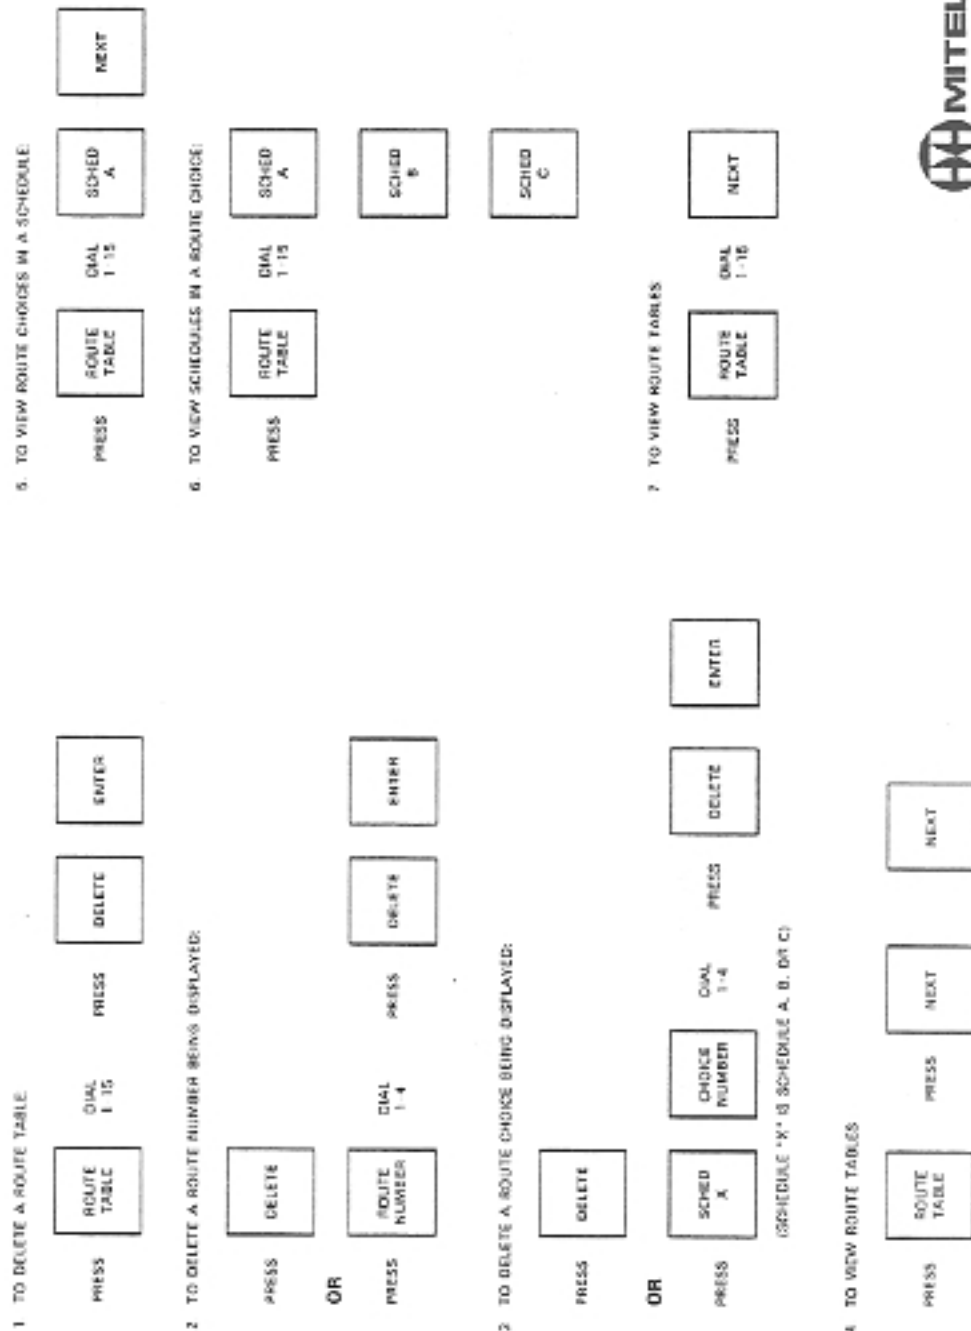 1 TO DELETE A ROUTE TABLE
PRESS ROUTE TABLE DIAL 1-15 PRESS DELETE ENTER
2 TO DELETE A ROUTE NUMBER BEING DISPLAYED:
PRESS DELETE
OR
PRESS ROUTE NUMBER DIAL 1-4 PRESS DELETE ENTER
3 TO DELETE A ROUTE CHOICE BEING DISPLAYED:
PRESS DELETE
OR
PRESS SCHED X CHOICE NUMBER DIAL 1-4 PRESS DELETE ENTER
(SCHEDULE "X" IS SCHEDULE A, B, OR C)
4 TO VIEW ROUTE TABLES
PRESS ROUTE TABLE PRESS NEXT NEXT
5. TO VIEW ROUTE CHOICES IN A SCHEDULE:
PRESS ROUTE TABLE DIAL 1-15 SCHED A NEXT
6. TO VIEW SCHEDULES IN A ROUTE CHOICE:
PRESS ROUTE TABLE DIAL 1-15 SCHED A
SCHED B
SCHED C
7 TO VIEW ROUTE TABLES
PRESS ROUTE TABLE DIAL 1-15 NEXT
MITEL